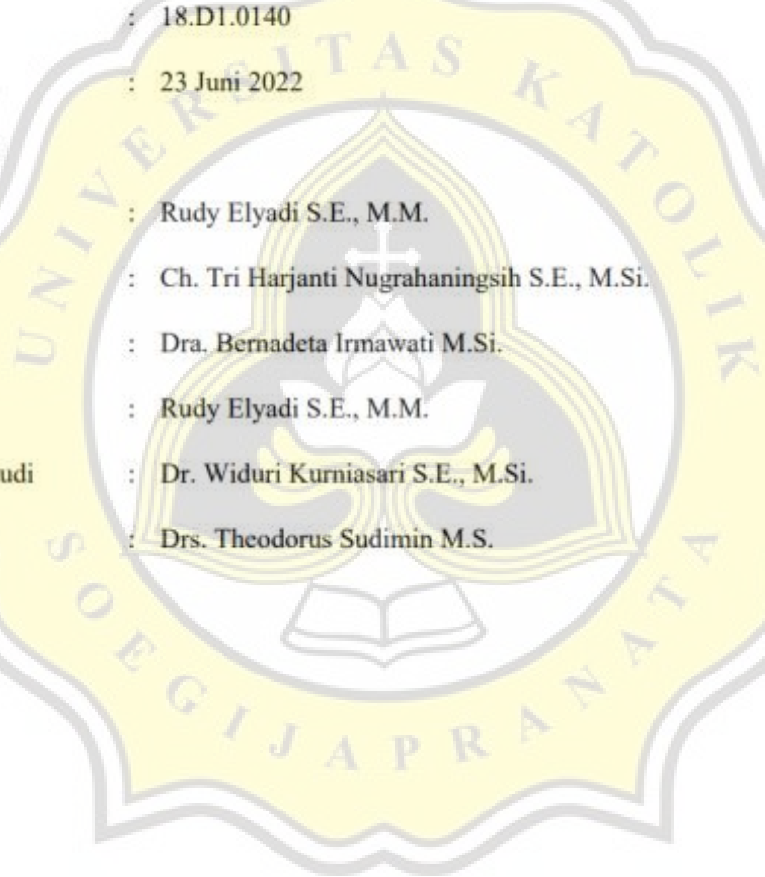 : 18.D1.0140
: 23 Juni 2022
: Rudy Elyadi S.E., M.M.
: Ch. Tri Harjanti Nugrahaningsih S.E., M.Si.
: Dra. Bernadeta Irmawati M.Si.
: Rudy Elyadi S.E., M.M.
udi : Dr. Widuri Kurniasari S.E., M.Si.
: Drs. Theodorus Sudimin M.S.
UNIVERSITAS KATOLIK
SOEGIJAPRANATA